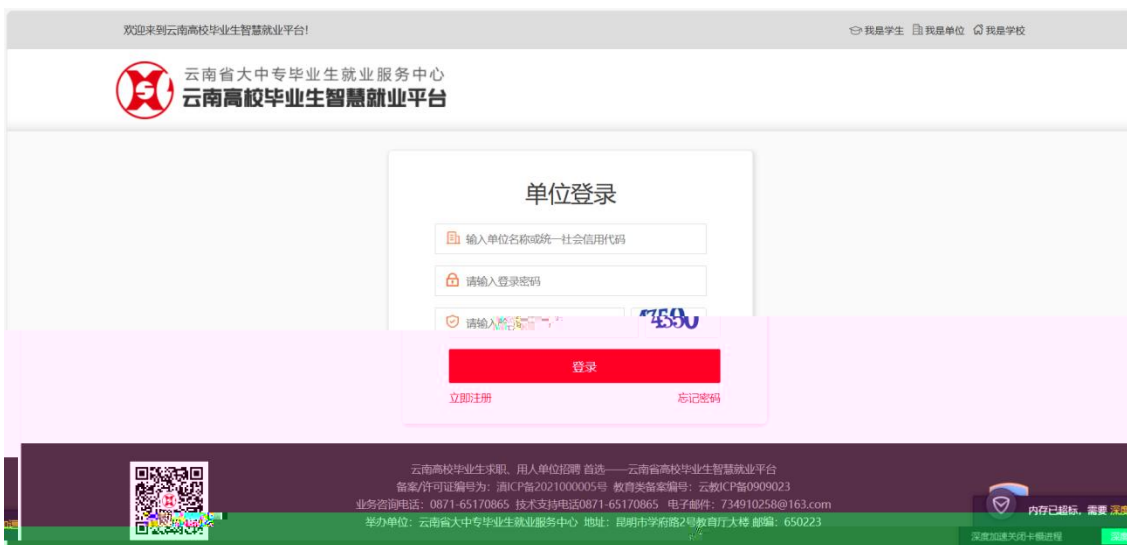 欢迎来到云南高校毕业生智慧就业平台!
我是学生 我是单位 我是学校
云南省大中专毕业生就业服务中心
云南高校毕业生智慧就业平台
单位登录
输入单位名称或统一社会信用代码
请输入登录密码
请输入
登录
立即注册 忘记密码
云南高校毕业生求职、用人单位招聘 首选——云南省高校毕业生智慧就业平台
备案/许可证编号为：滇ICP备2021000005号 教育类备案编号：云教ICP备0909023
业务咨询电话：0871-65170865 技术支持电话0871-65170865 电子邮件：734910258@163.com
举办单位：云南省大中专毕业生就业服务中心 地址：昆明市学府路2号教育厅大楼 邮编：650223
内存已超标，需要 深度
深度加速关闭卡慢进程